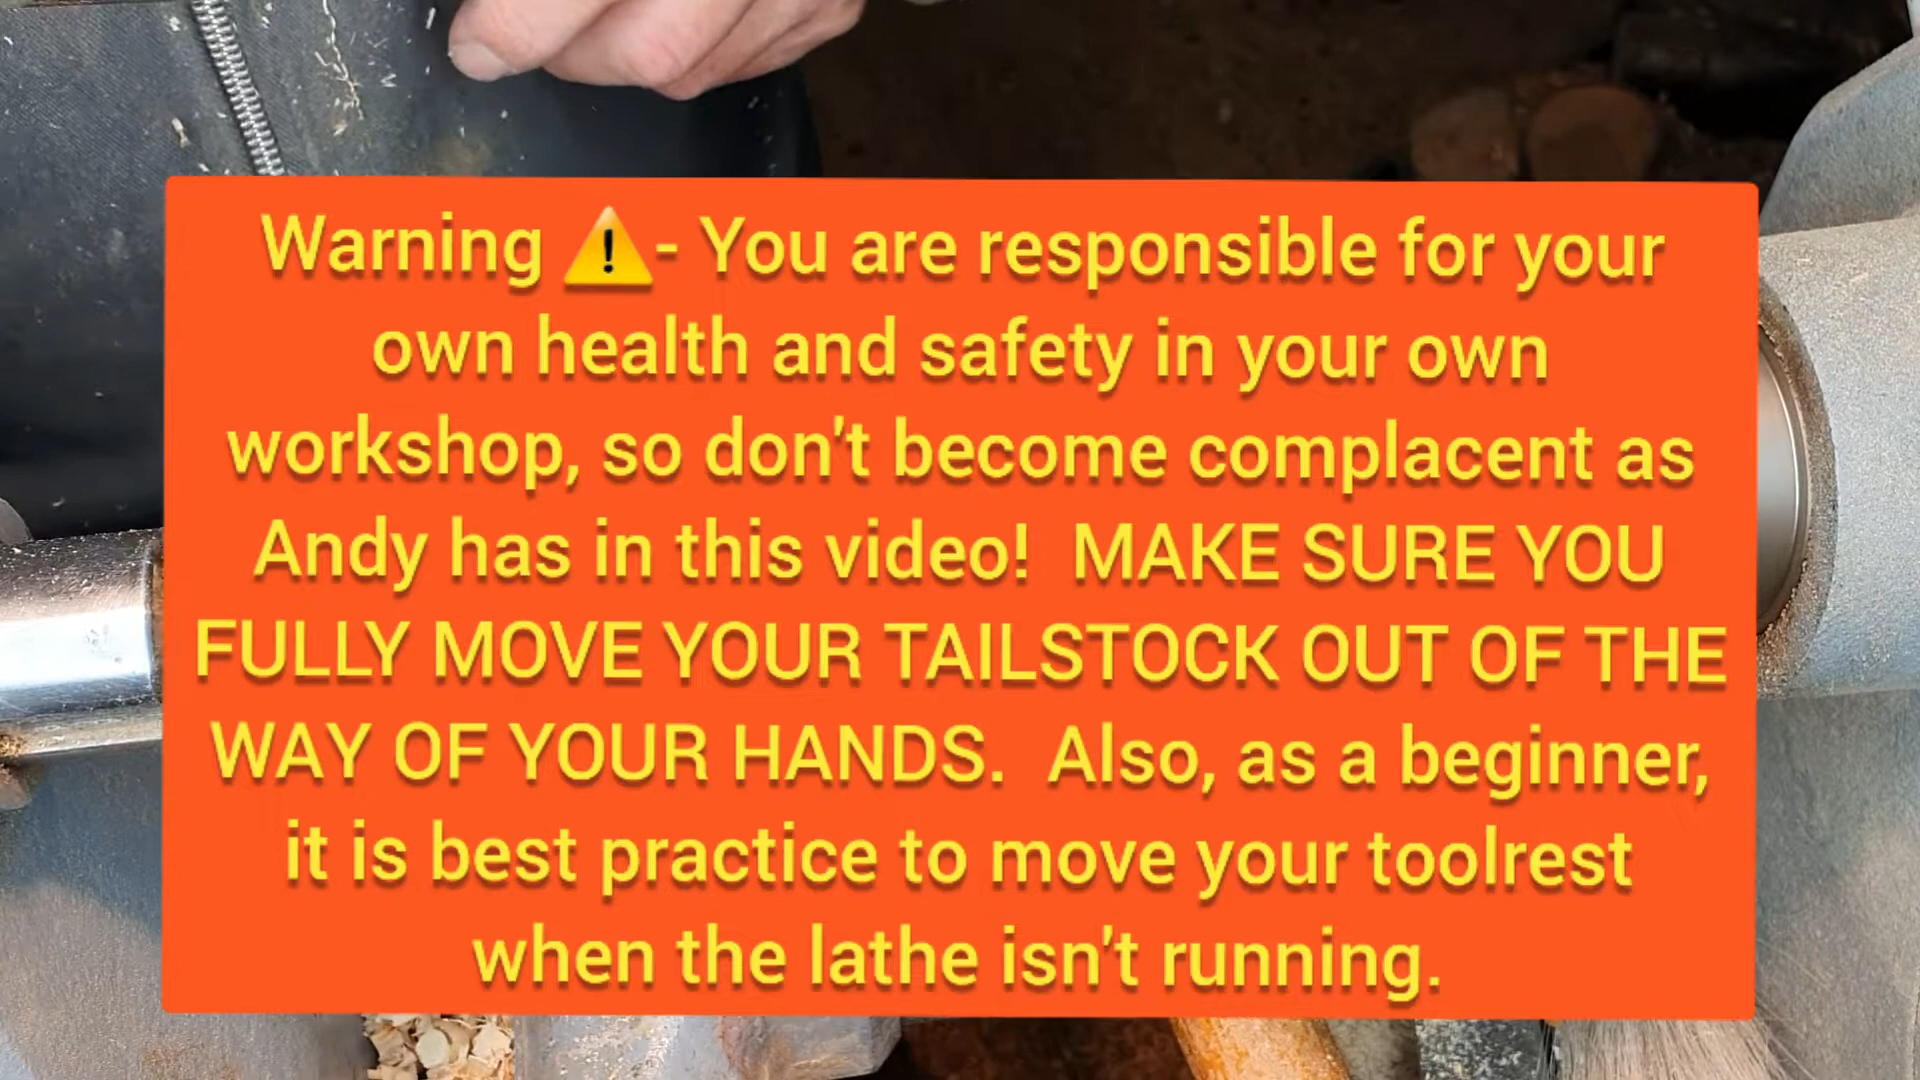 Warning ⚠️- You are responsible for your
own health and safety in your own
workshop, so don't become complacent as
Andy has in this video!  MAKE SURE YOU
FULLY MOVE YOUR TAILSTOCK OUT OF THE
WAY OF YOUR HANDS.  Also, as a beginner,
it is best practice to move your toolrest
when the lathe isn't running.